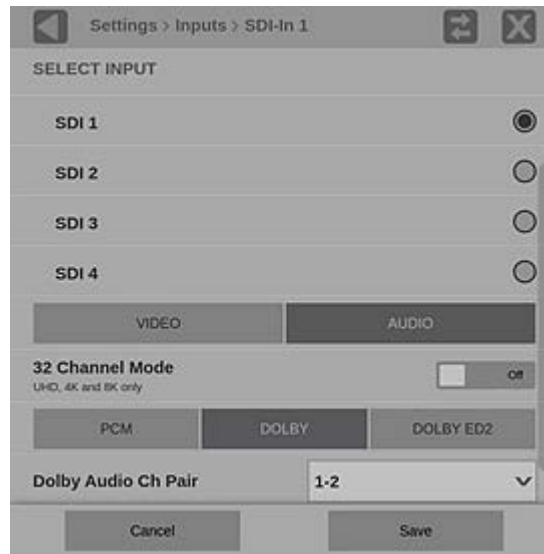 Settings > Inputs > SDI-In 1
SELECT INPUT
SDI 1
SDI 2
SDI 3
SDI 4
VIDEO AUDIO
32 Channel Mode Off
UHD, 4K and 8K only
PCM DOLBY DOLBY ED2
Dolby Audio Ch Pair 1-2
Cancel Save